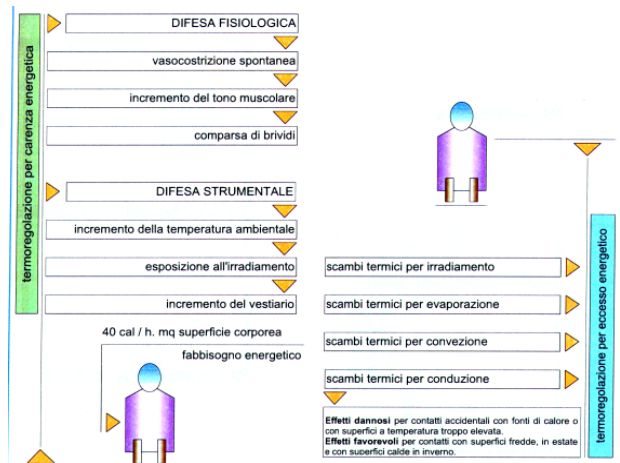 termoregolazione per carenza energetica
DIFESA FISIOLOGICA
vasocostrizione spontanea
incremento del tono muscolare
comparsa di brividi
DIFESA STRUMENTALE
incremento della temperatura ambientale
esposizione all'irradiamento
incremento del vestiario
40 cal / h. mq superficie corporea
fabbisogno energetico
scambi termici per irradiamento
scambi termici per evaporazione
scambi termici per convezione
scambi termici per conduzione
Effetti dannosi per contatti accidentali con fonti di calore o
con superfici a temperatura troppo elevata.
Effetti favorevoli per contatti con superfici fredde, in estate
e con superfici calde in inverno.
termoregolazione per eccesso energetico